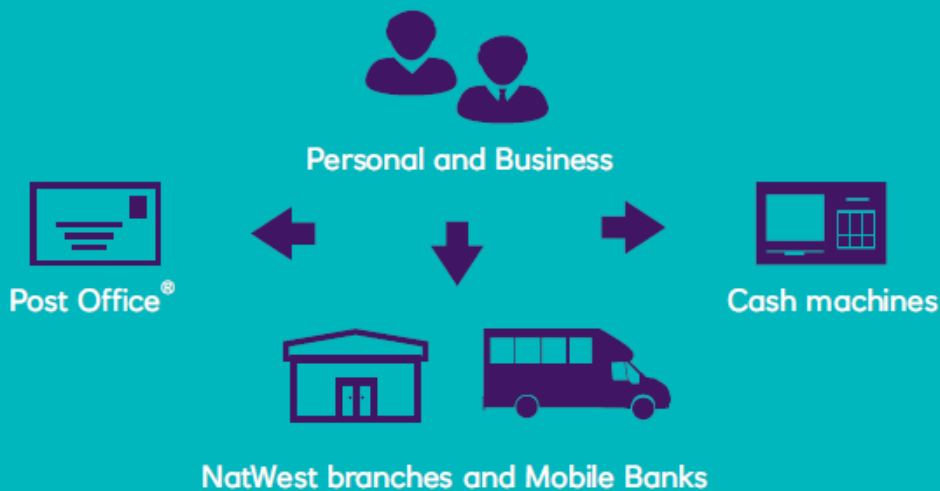 Personal and Business
Post Office®
Cash machines
NatWest branches and Mobile Banks